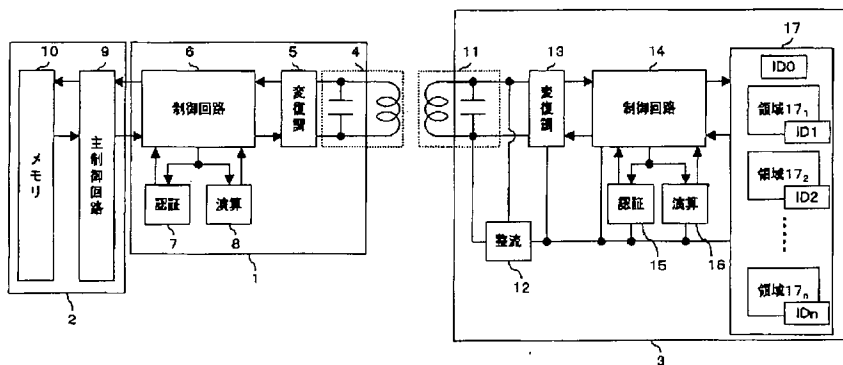 10
9
6
5
4
11
13
14
17
メモリ
主制御回路
制御回路
変復調
変復調
制御回路
ID0
領域17₁
ID1
領域17₂
ID2
領域17ₙ
IDn
認証
演算
7
8
1
2
整流
12
認証
演算
15
16
3